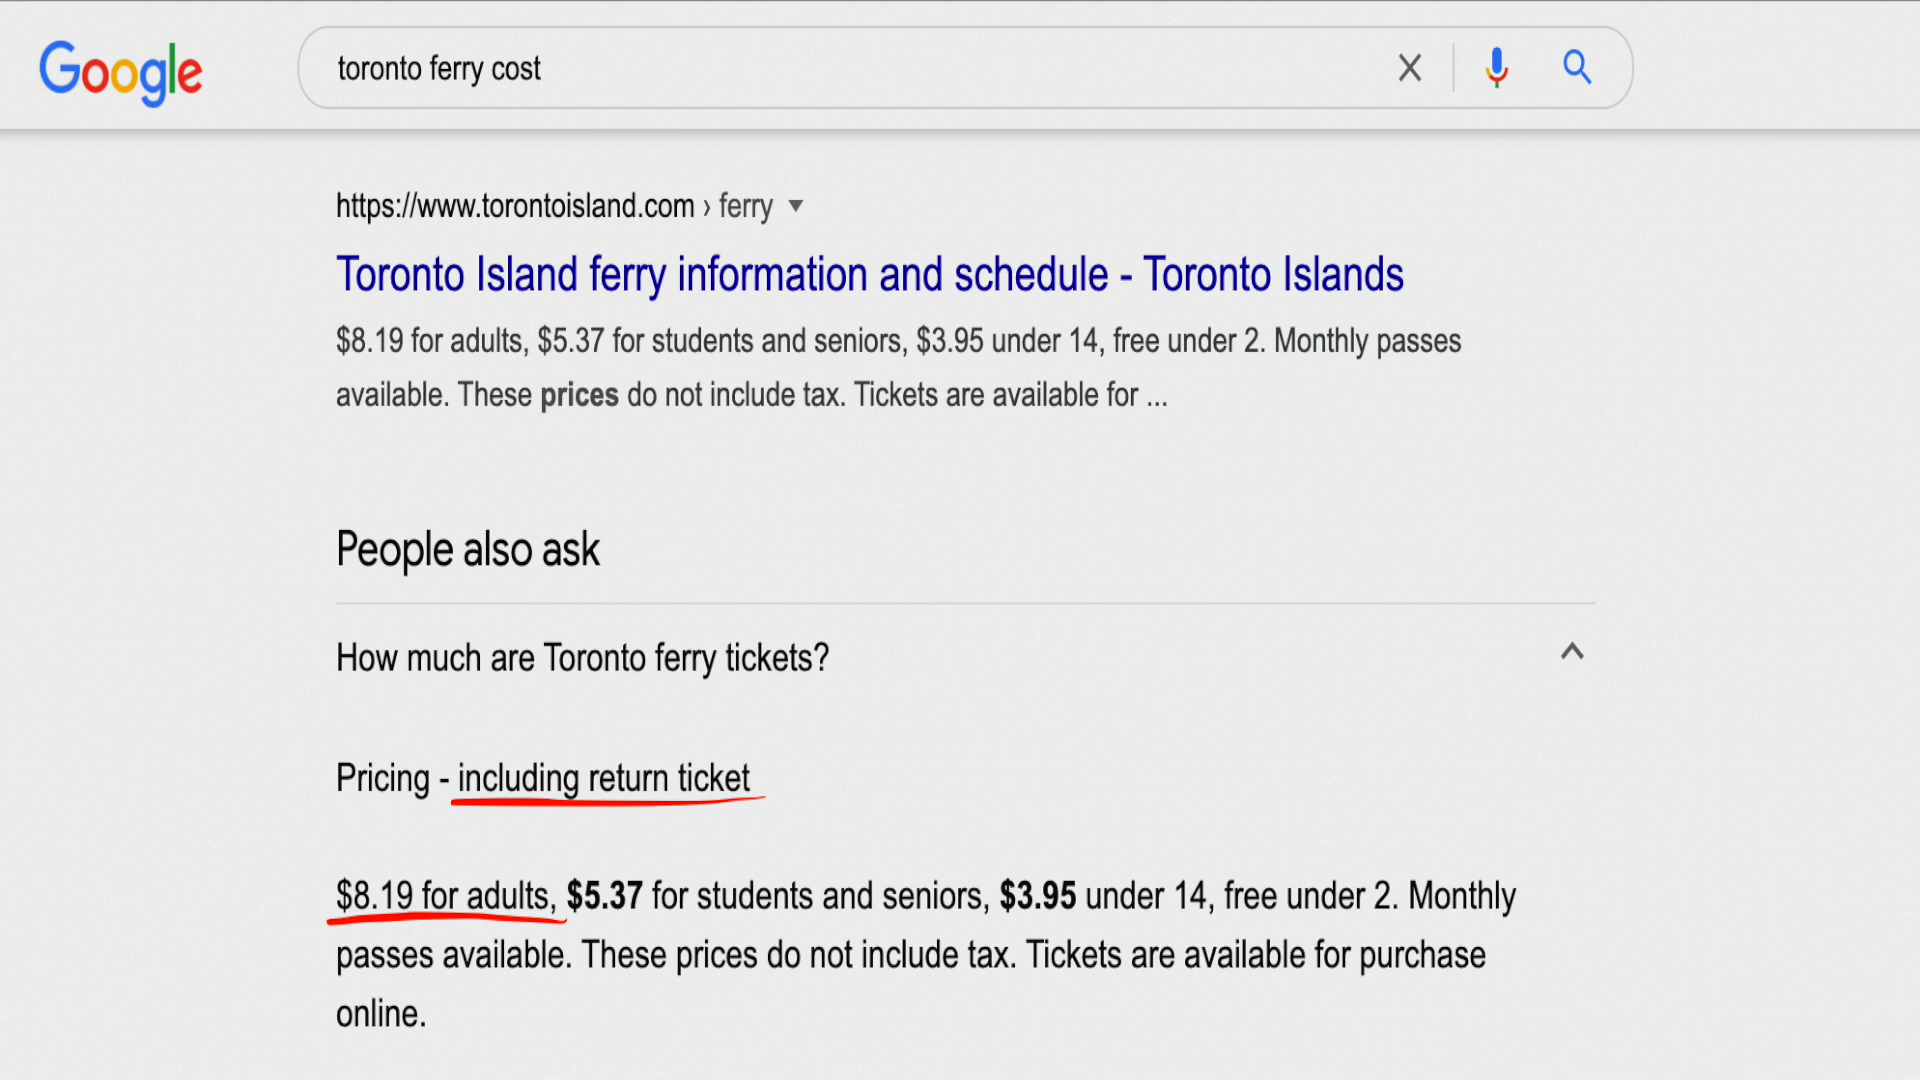 Google
toronto ferry cost
https://www.torontoisland.com › ferry
Toronto Island ferry information and schedule - Toronto Islands
$8.19 for adults, $5.37 for students and seniors, $3.95 under 14, free under 2. Monthly passes
available. These prices do not include tax. Tickets are available for ...
People also ask
How much are Toronto ferry tickets?
Pricing - including return ticket
$8.19 for adults, $5.37 for students and seniors, $3.95 under 14, free under 2. Monthly
passes available. These prices do not include tax. Tickets are available for purchase
online.